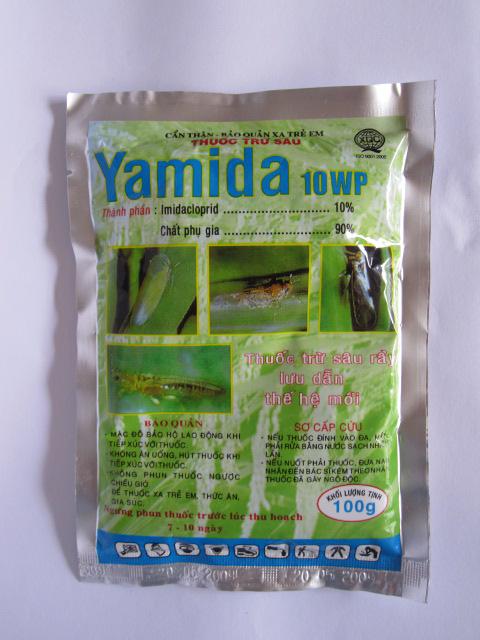 CẨN THẬN - BẢO QUẢN XA TRẺ EM
THUỐC TRỪ SÂU
ISO 9001:2000
Yamida 10WP
Thành phần : Imidacloprid ............................ 10%
Chất phụ gia ............................ 90%
Thuốc trừ sâu rầy
lưu dẫn
thế hệ mới
BẢO QUẢN
- MẶC ĐỒ BẢO HỘ LAO ĐỘNG KHI
TIẾP XÚC VỚI THUỐC.
- KHÔNG ĂN UỐNG, HÚT THUỐC KHI
TIẾP XÚC VỚI THUỐC.
- KHÔNG PHUN THUỐC NGƯỢC
CHIỀU GIÓ.
ĐỂ THUỐC XA TRẺ EM, THỨC ĂN,
GIA SÚC.
Ngưng phun thuốc trước lúc thu hoạch
7 - 10 ngày
SƠ CẤP CỨU
- NẾU THUỐC DÍNH VÀO DA,
PHẢI RỬA BẰNG NƯỚC SẠCH
LẦN.
- NẾU NUỐT PHẢI THUỐC, ĐƯA
NHÂN ĐẾN BÁC SĨ KÈM THEO
THUỐC ĐÃ GÂY NGỘ ĐỘC.
KHỐI LƯỢNG TỊNH
100g